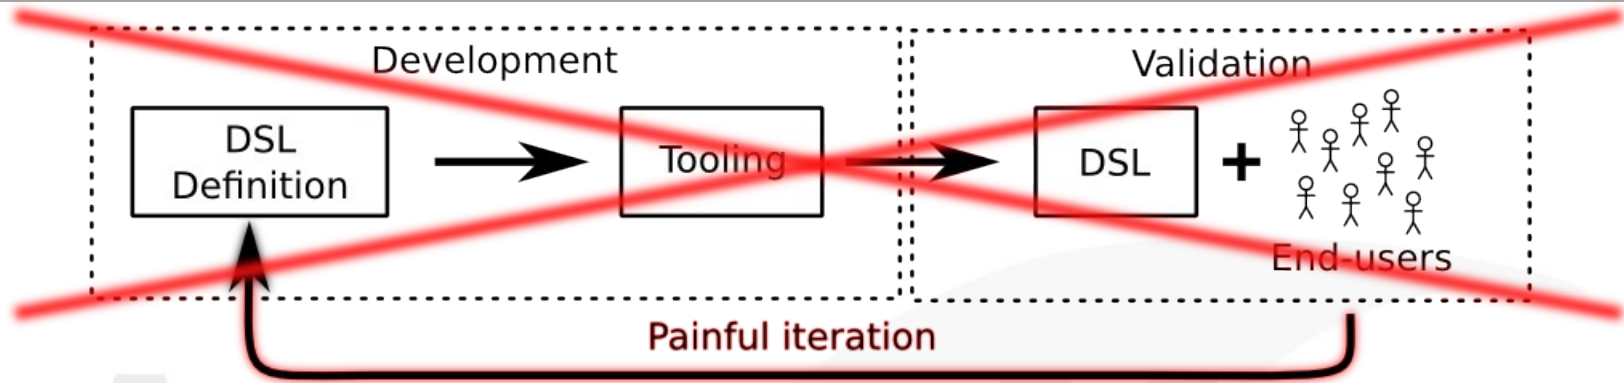 Development
Validation
DSL
Definition
Tooling
DSL
+
End-users
Painful iteration